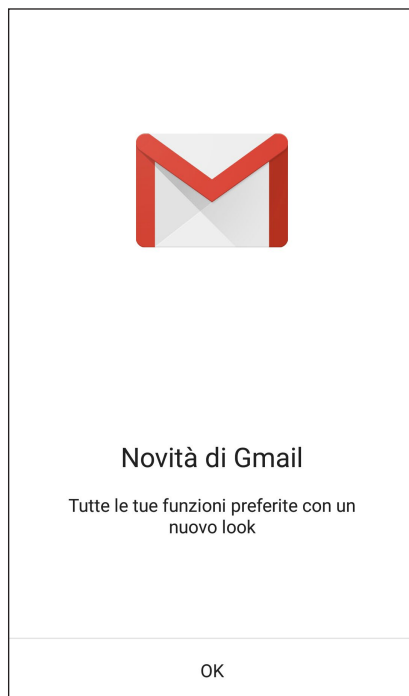 Novità di Gmail
Tutte le tue funzioni preferite con un
nuovo look
OK